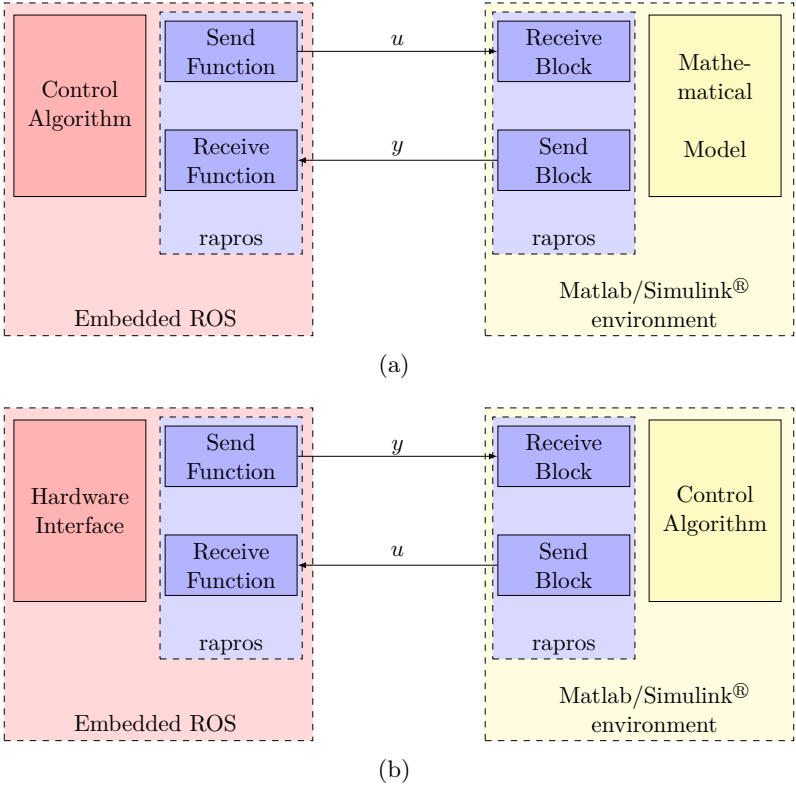 Control
Algorithm
Send
Function
Receive
Function
rapros
Embedded ROS
u
y
Receive
Block
Send
Block
rapros
Mathe-
matical
Model
Matlab/Simulink®
environment
(a)
Hardware
Interface
Send
Function
Receive
Function
rapros
Embedded ROS
y
u
Receive
Block
Send
Block
rapros
Control
Algorithm
Matlab/Simulink®
environment
(b)